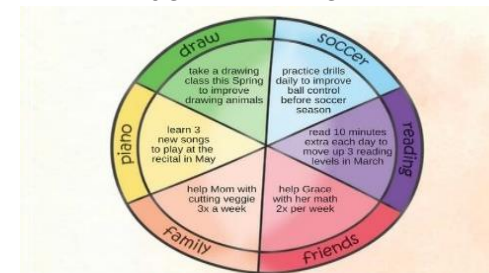 draw
take a drawing
class this Spring
to improve
drawing animals
soccer
practice drills
daily to improve
ball control
before soccer
season
reading
read 10 minutes
extra each day to
move up 3 reading
levels in March
friends
help Grace
with her math
2x per week
family
help Mom with
cutting veggie
3x a week
piano
learn 3
new songs
to play at the
recital in May